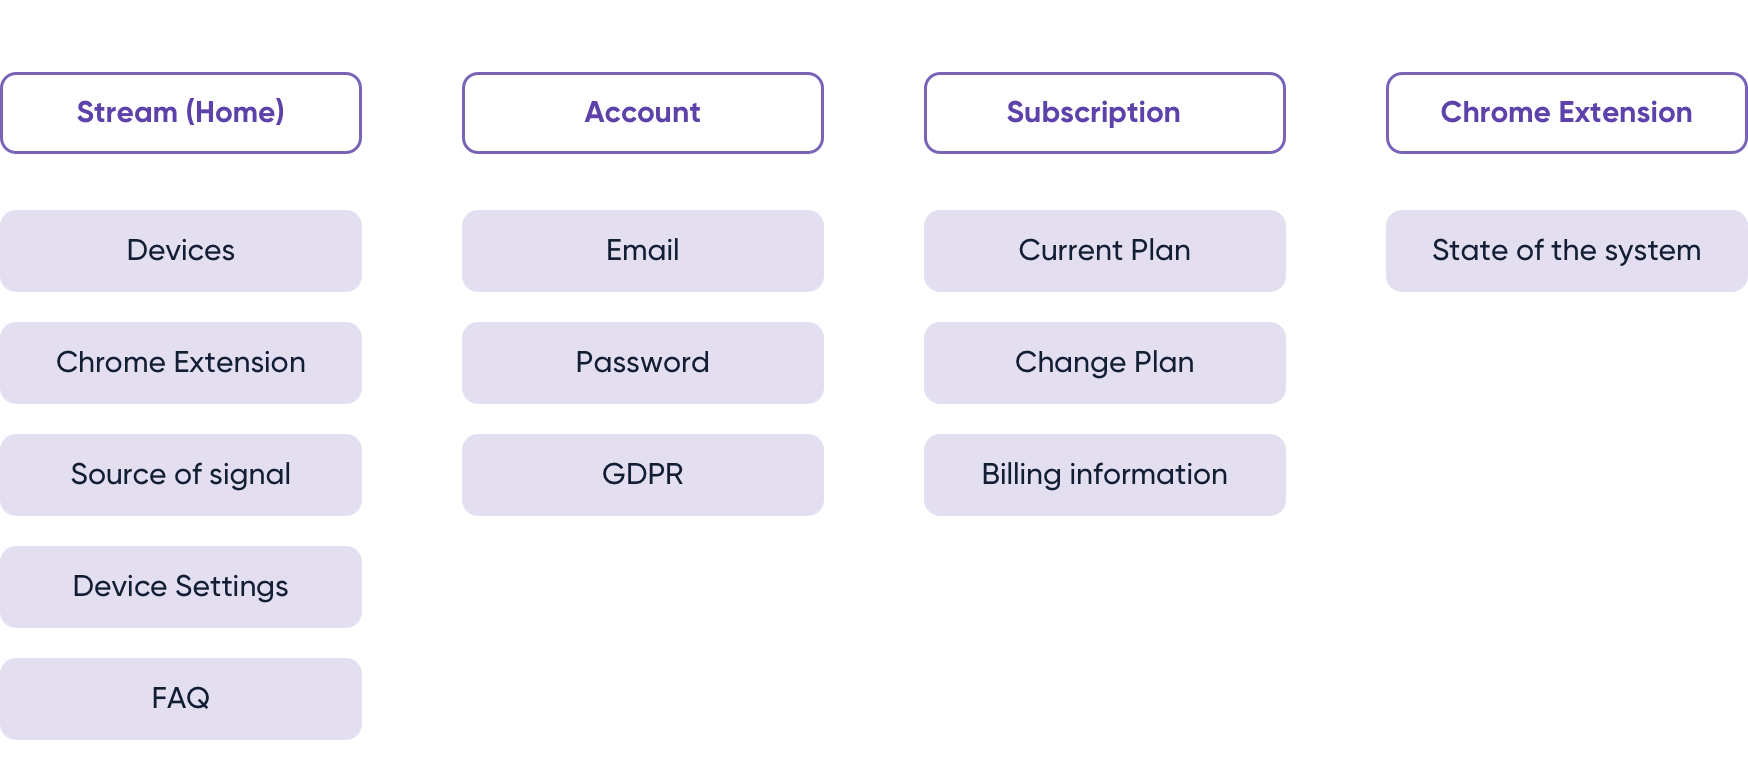 Stream (Home)
Account
Subscription
Chrome Extension
Devices
Email
Current Plan
State of the system
Chrome Extension
Password
Change Plan
Source of signal
GDPR
Billing information
Device Settings
FAQ